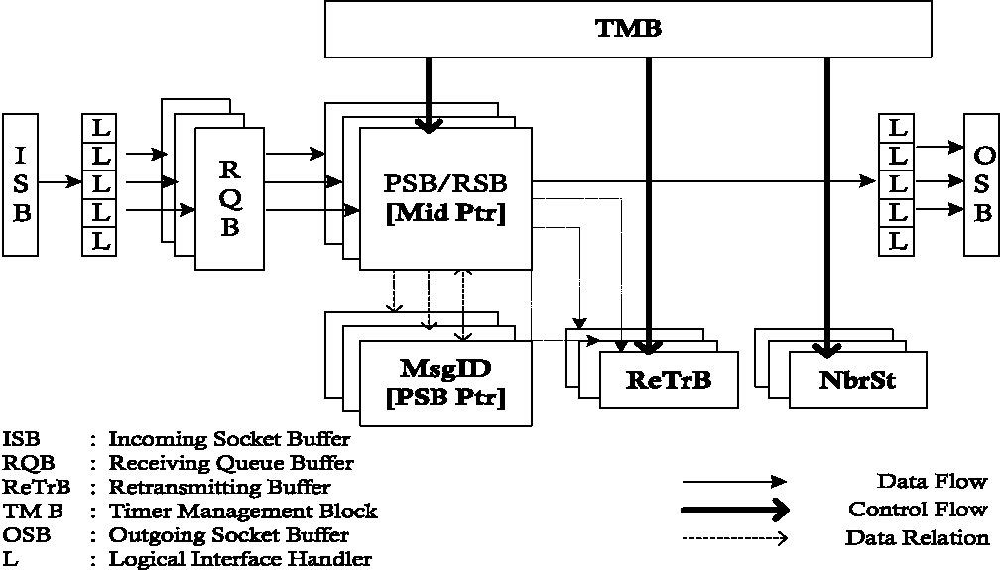 TMB
I
S
B
L
L
L
L
L
R
Q
B
PSB/RSB
[Mid Ptr]
L
L
L
L
L
O
S
B
MsgID
[PSB Ptr]
ReTrB
NbrSt
ISB : Incoming Socket Buffer
RQB : Receiving Queue Buffer
ReTrB : Retransmitting Buffer
TM B : Timer Management Block
OSB : Outgoing Socket Buffer
L : Logical Interface Handler
Data Flow
Control Flow
Data Relation